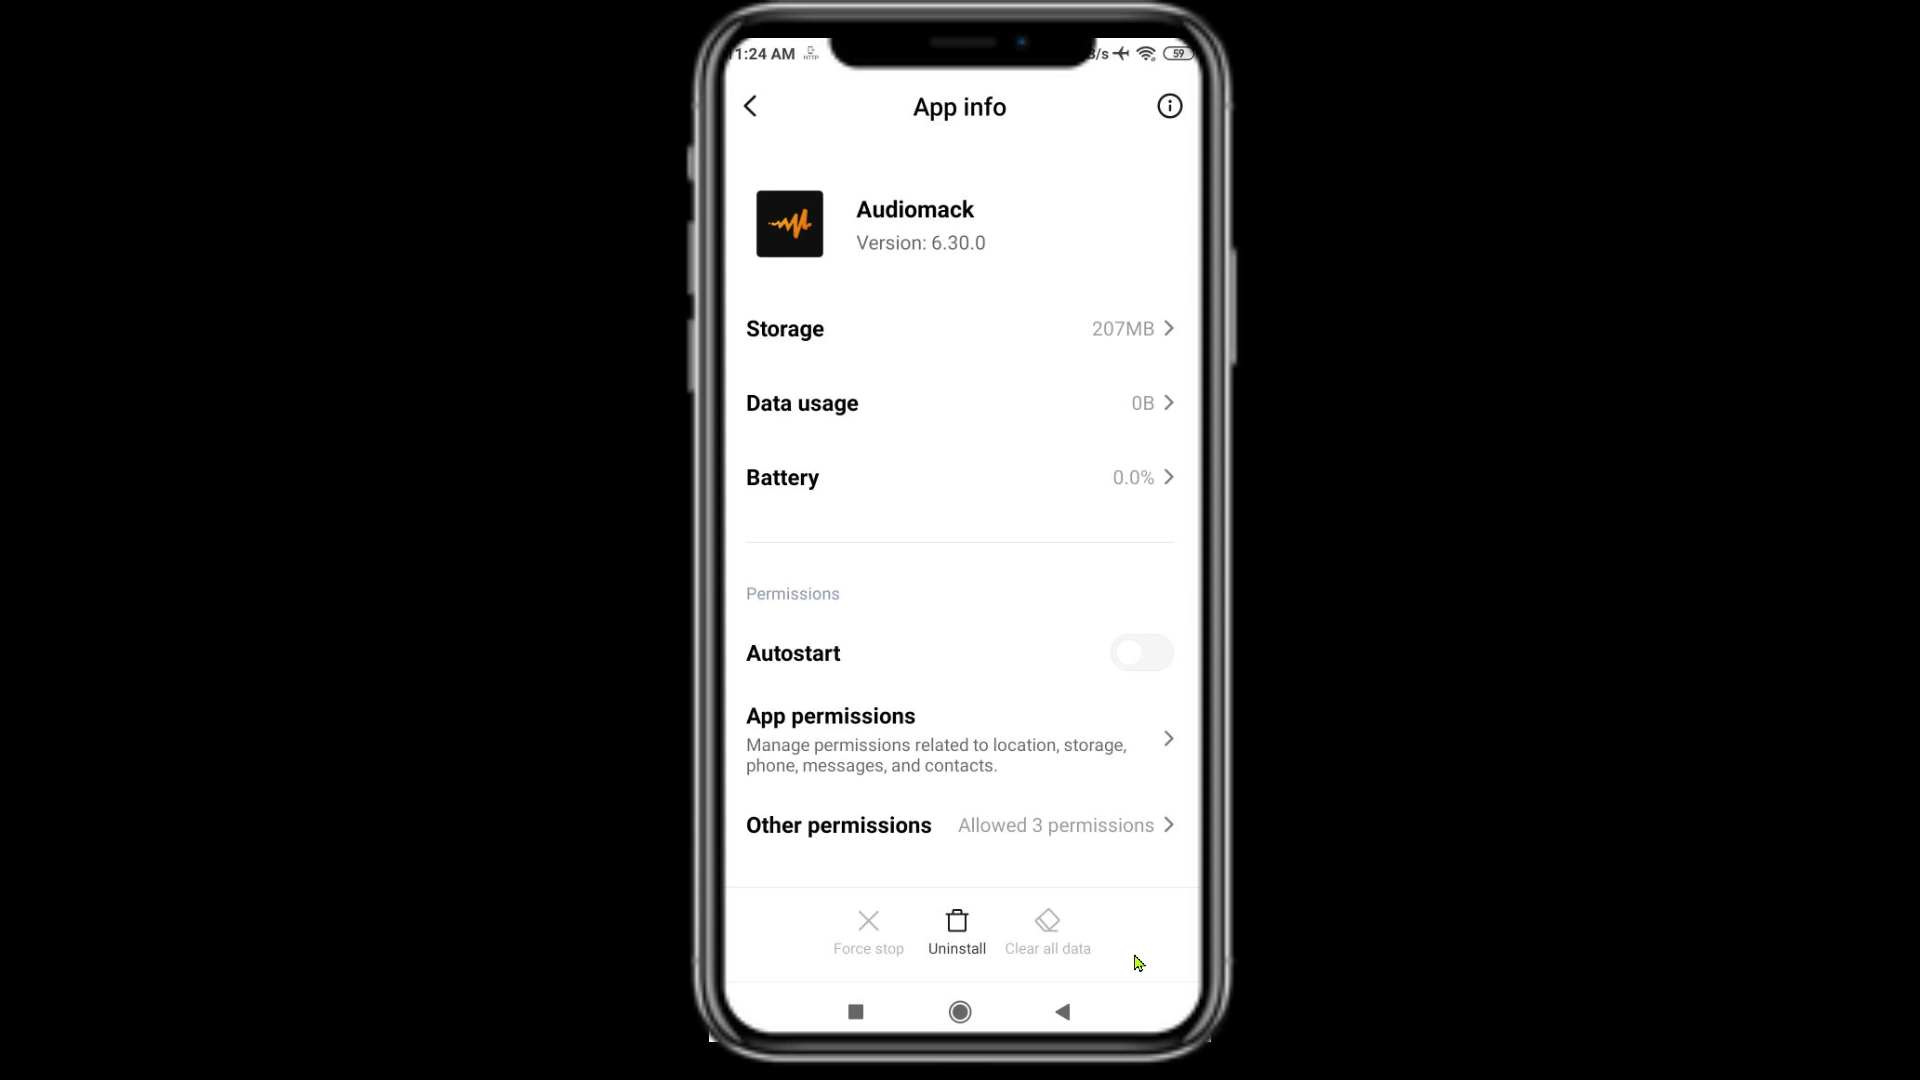 1:24 AM
HTTP
/s
59
App info
Audiomack
Version: 6.30.0
Storage
207MB
Data usage
0B
Battery
0.0%
Permissions
Autostart
App permissions
Manage permissions related to location, storage,
phone, messages, and contacts.
Other permissions
Allowed 3 permissions
Force stop
Uninstall
Clear all data